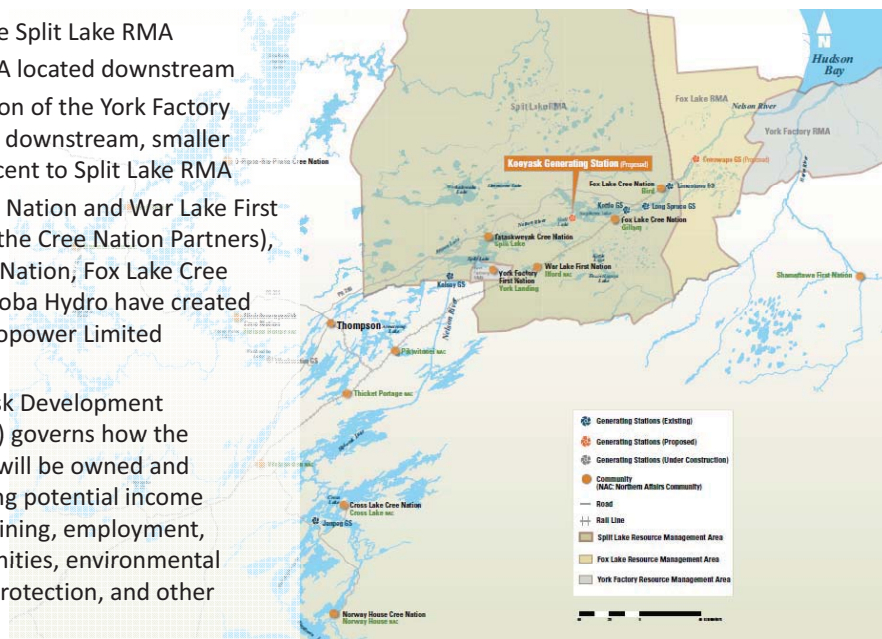 e Split Lake RMA
A located downstream
on of the York Factory
downstream, smaller
cent to Split Lake RMA
Nation and War Lake First
the Cree Nation Partners),
Nation, Fox Lake Cree
oba Hydro have created
opower Limited
sk Development
) governs how the
will be owned and
ng potential income
ining, employment,
nities, environmental
rotection, and other
N
Hudson
Bay
Split Lake RMA
Fox Lake RMA
Nelson River
York Factory RMA
Keeyask Generating Station (Proposed)
Fox Lake Cree Nation
Bird
Limestone GS
Kettle GS
Long Spruce GS
Fox Lake Cree Nation
Gillam
Tataskweyak Cree Nation
Split Lake
War Lake First Nation
Ilford NAC
York Factory
First Nation
York Landing
Kelsey GS
Shamattawa First Nation
Nelson River
Thompson
Pikwitonei NAC
Thicket Portage NAC
Cross Lake Cree Nation
Cross Lake NAC
Jenpeg GS
Norway House Cree Nation
Norway House NAC
Generating Stations (Existing)
Generating Stations (Proposed)
Generating Stations (Under Construction)
Community
(NAC: Northern Affairs Community)
Road
Rail Line
Split Lake Resource Management Area
Fox Lake Resource Management Area
York Factory Resource Management Area